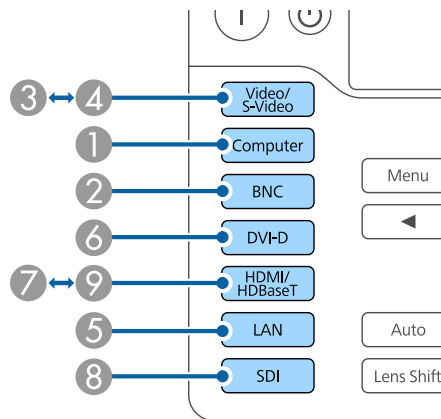 3 4 Video/
S-Video
1 Computer
Menu
2 BNC
6 DVI-D
7 9 HDMI/
HDBaseT
5 LAN
Auto
8 SDI
Lens Shift